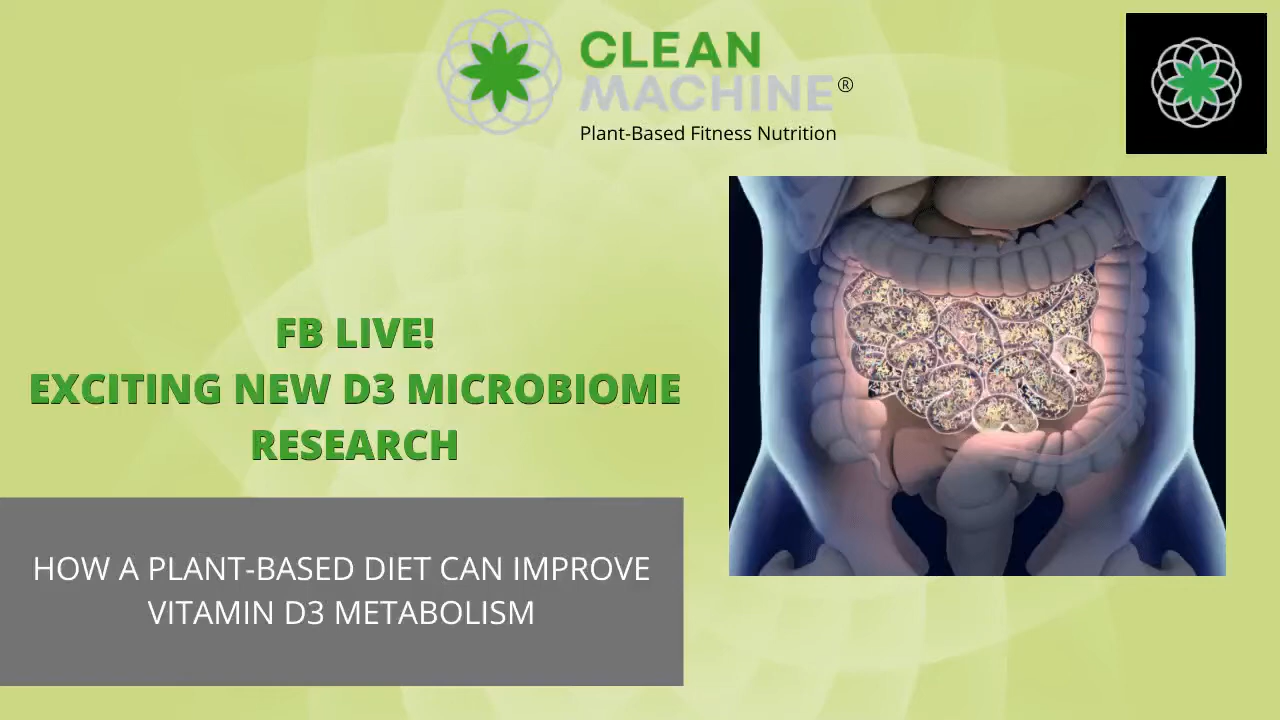 CLEAN
MACHINE®
Plant-Based Fitness Nutrition
FB LIVE!
EXCITING NEW D3 MICROBIOME
RESEARCH
HOW A PLANT-BASED DIET CAN IMPROVE
VITAMIN D3 METABOLISM